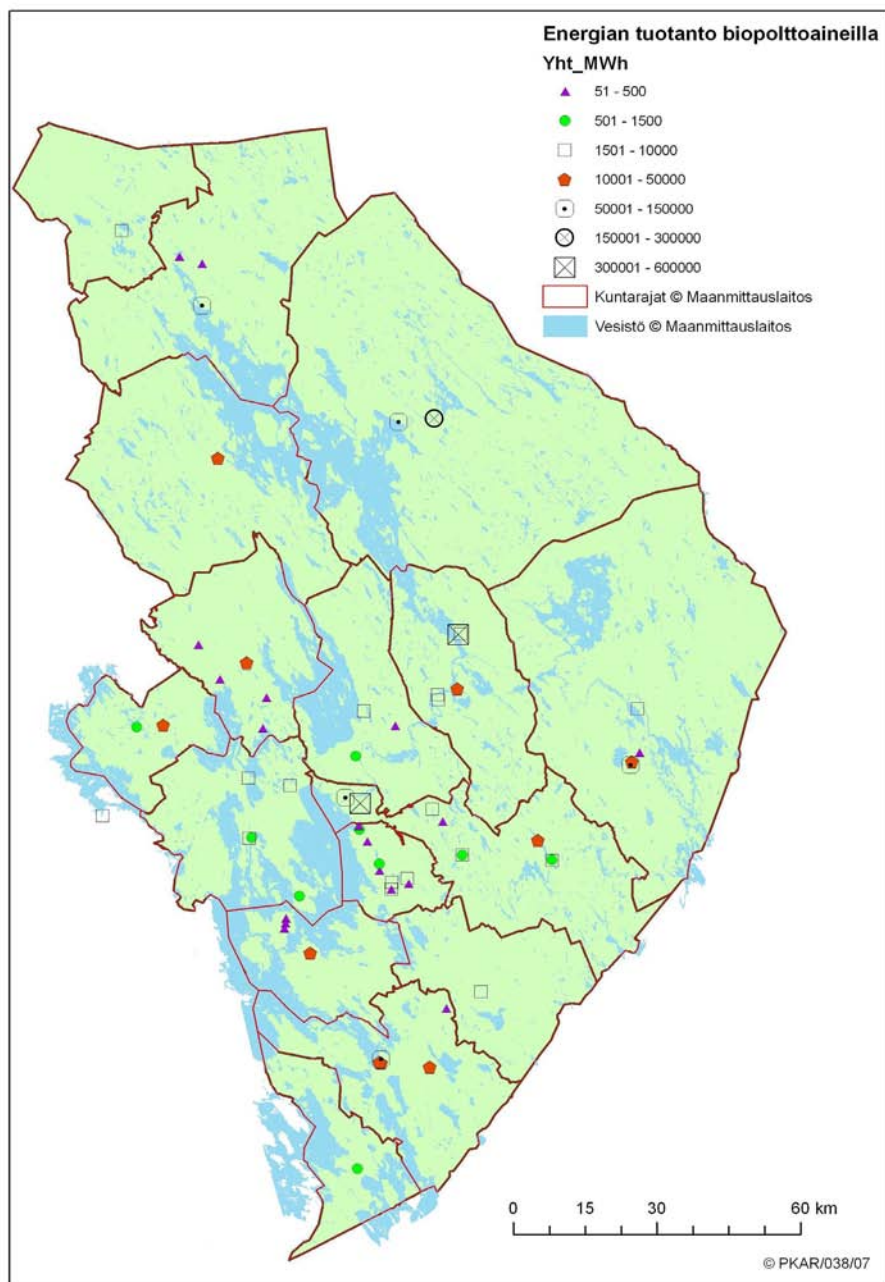 Energian tuotanto biopolttoaineilla
Yht_MWh
51 - 500
501 - 1500
1501 - 10000
10001 - 50000
50001 - 150000
150001 - 300000
300001 - 600000
Kuntarajat © Maanmittauslaitos
Vesistö © Maanmittauslaitos
0 15 30 60 km
© PKAR/038/07